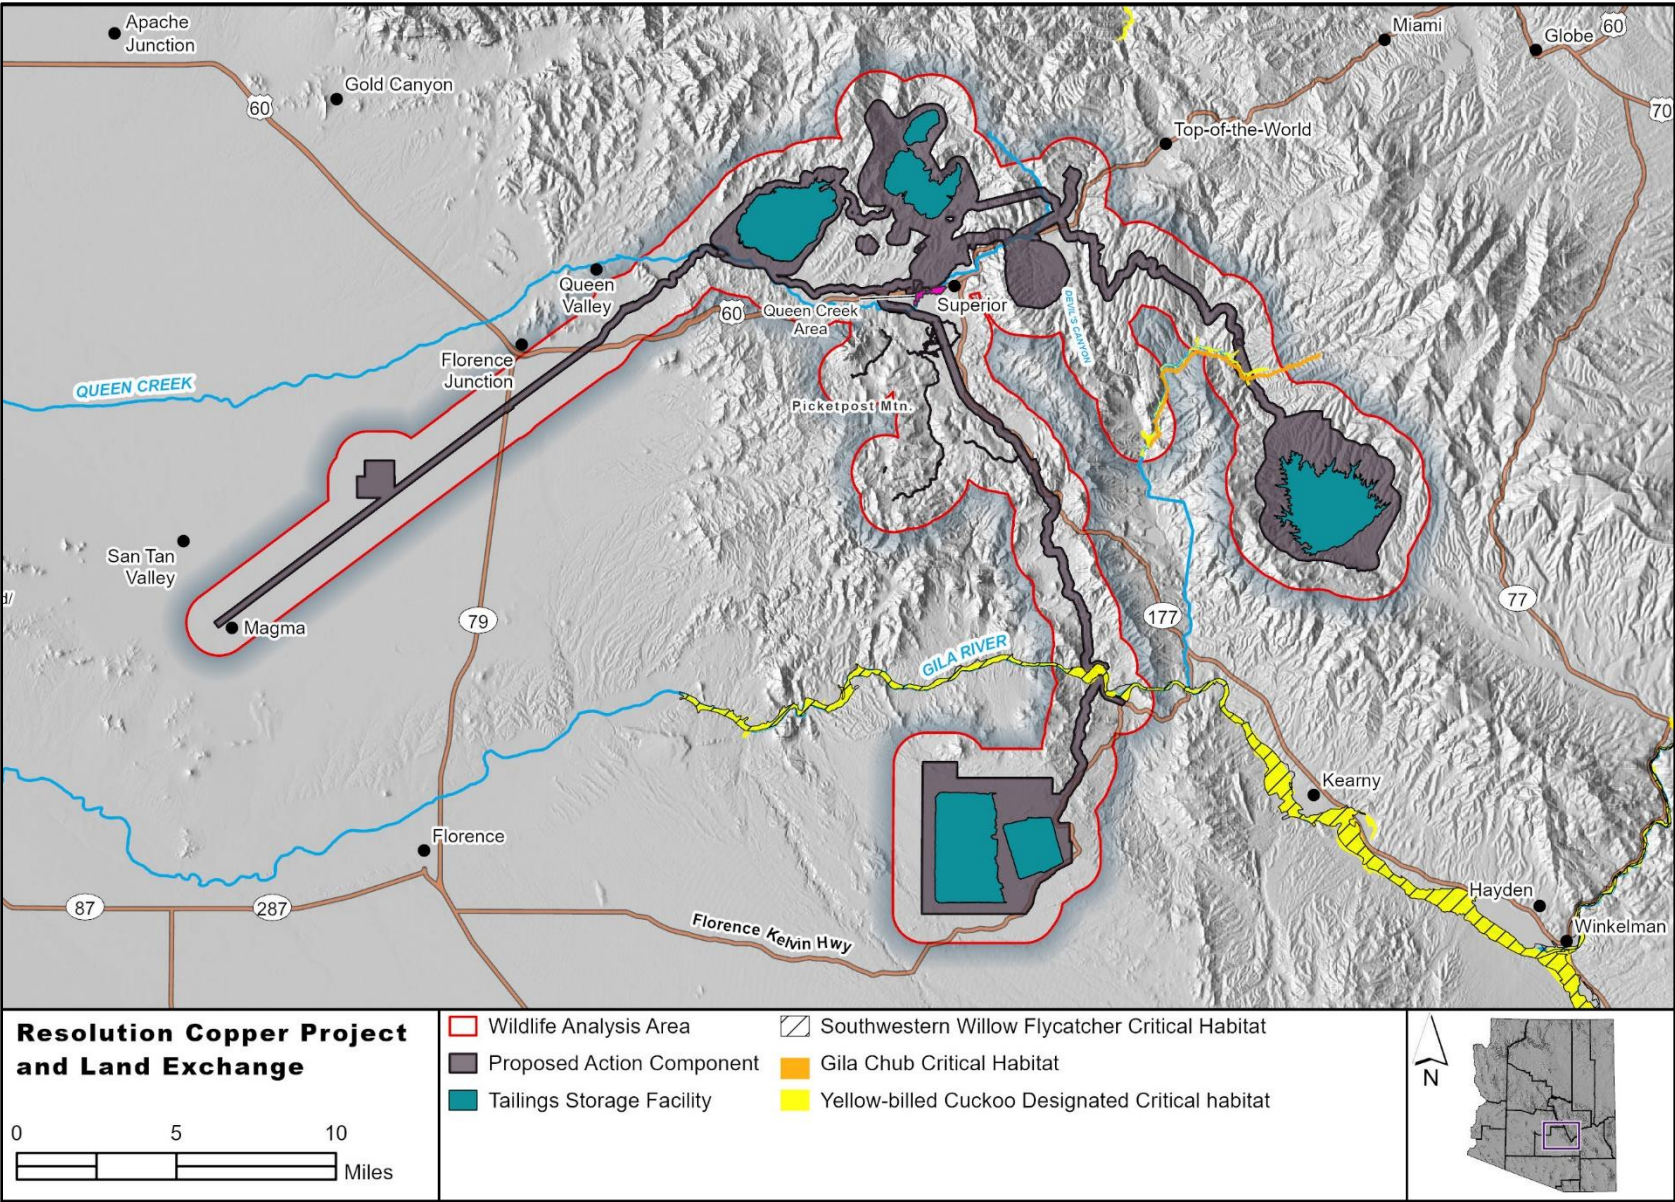 Apache
Junction
Miami
60
Globe
Gold Canyon
60
70
Top-of-the-World
Queen
Valley
60
Queen Creek
Area
Superior
DEVIL'S CANYON
Florence
Junction
QUEEN CREEK
Picketpost Mtn.
San Tan
Valley
d/
Magma
79
177
77
GILA RIVER
Kearny
Florence
Hayden
87
287
Florence Kelvin Hwy
Winkelman
Resolution Copper Project
and Land Exchange
0 5 10
Miles
Wildlife Analysis Area
Proposed Action Component
Tailings Storage Facility
Southwestern Willow Flycatcher Critical Habitat
Gila Chub Critical Habitat
Yellow-billed Cuckoo Designated Critical habitat
N